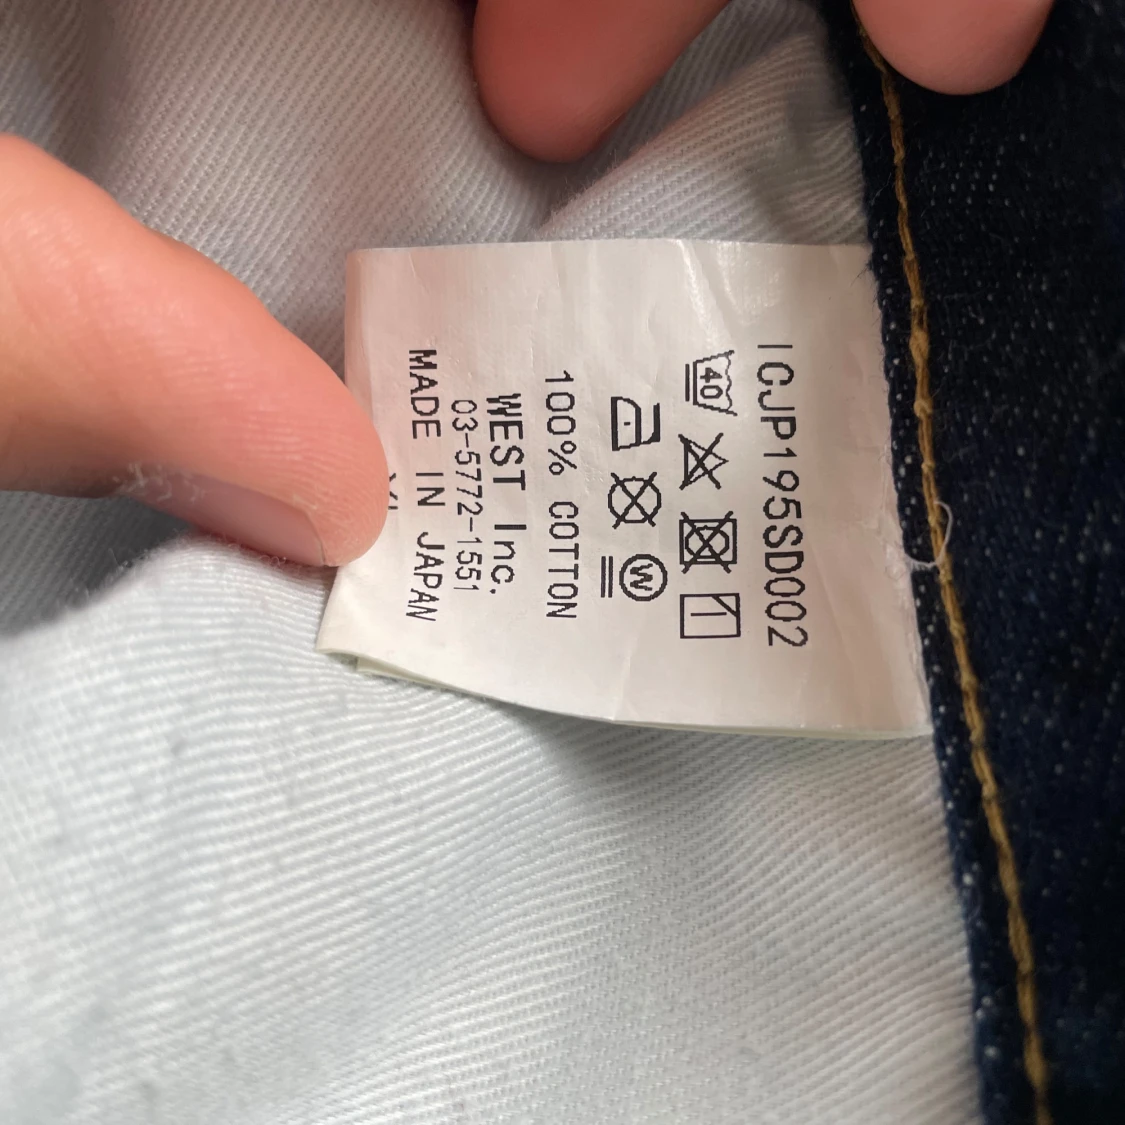 ICJP195SD002
40
W
100% COTTON
WEST Inc.
03-5772-1551
MADE IN JAPAN